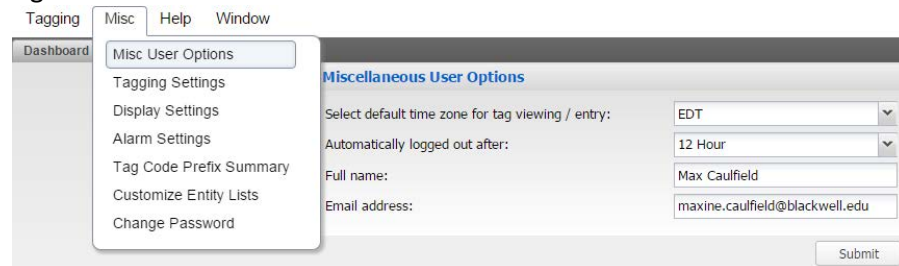 Tagging Misc Help Window
Dashboard
Misc User Options
Tagging Settings
Display Settings
Alarm Settings
Tag Code Prefix Summary
Customize Entity Lists
Change Password
Miscellaneous User Options
Select default time zone for tag viewing / entry: EDT
Automatically logged out after: 12 Hour
Full name: Max Caulfield
Email address: maxine.caulfield@blackwell.edu
Submit